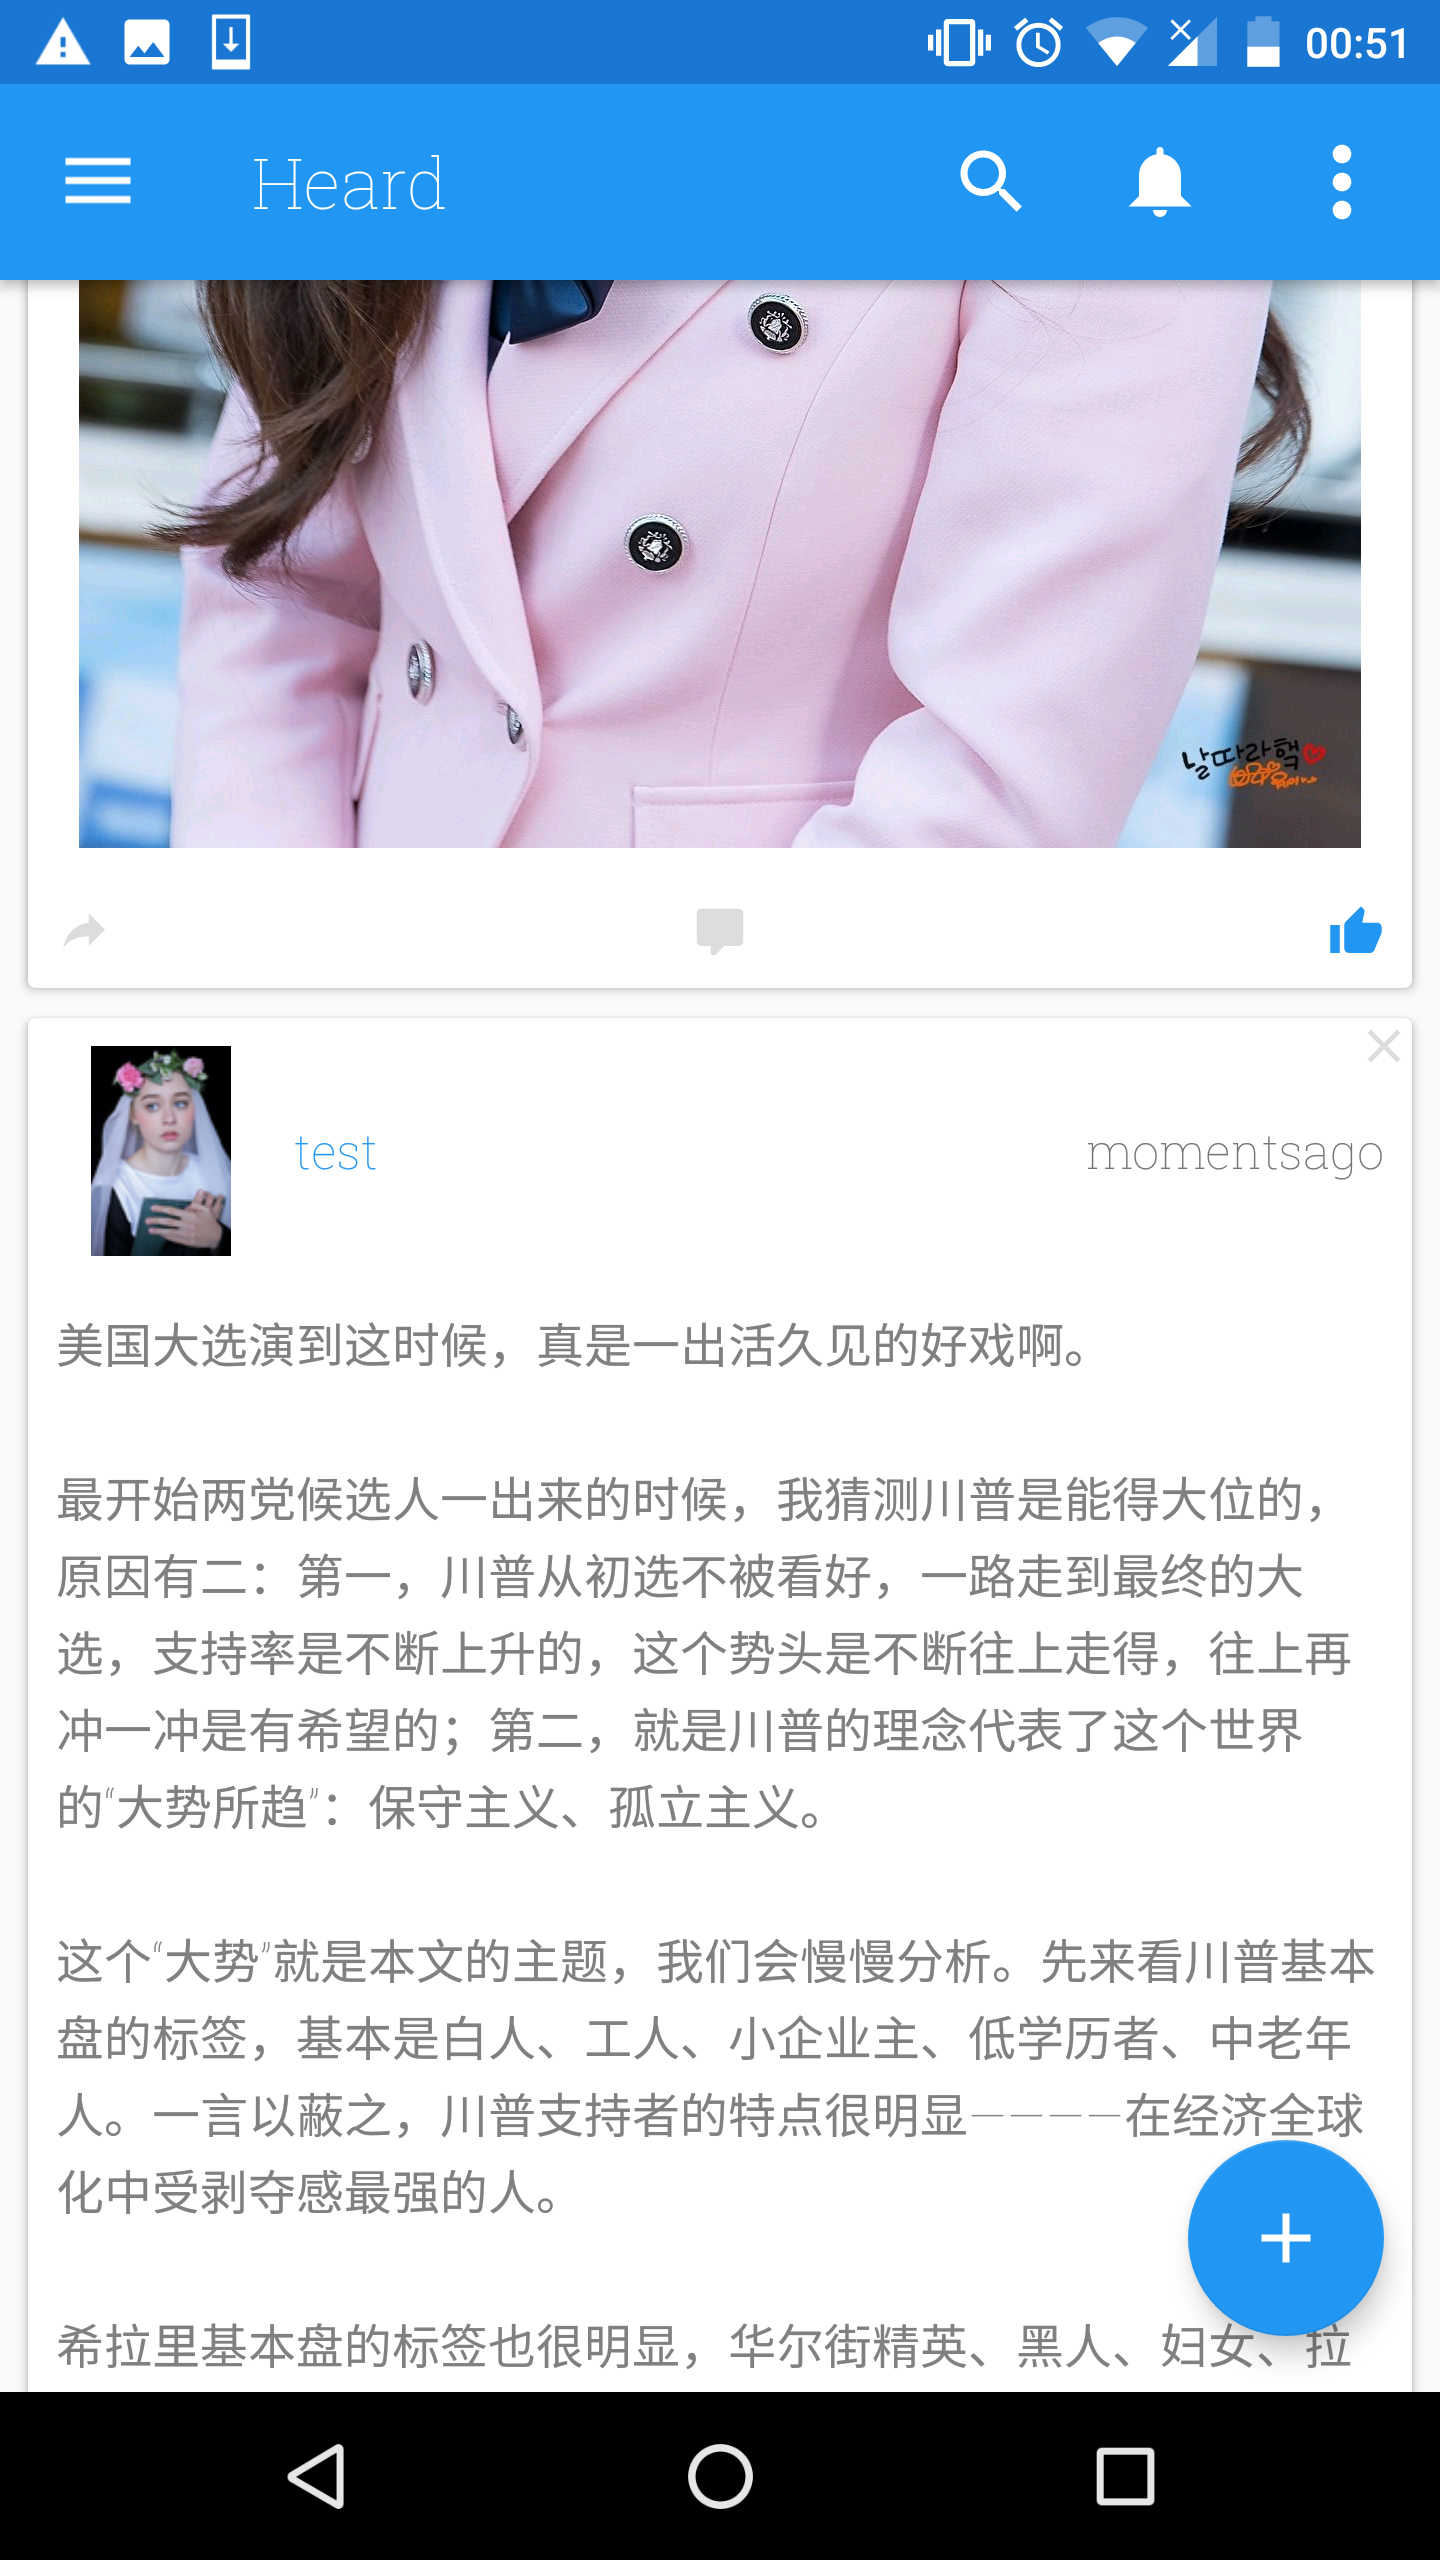 00:51
Heard
날따라해
test
momentsago
美国大选演到这时候，真是一出活久见的好戏啊。
最开始两党候选人一出来的时候，我猜测川普是能得大位的，
原因有二：第一，川普从初选不被看好，一路走到最终的大
选，支持率是不断上升的，这个势头是不断往上走得，往上再
冲一冲是有希望的；第二，就是川普的理念代表了这个世界
的“大势所趋”：保守主义、孤立主义。
这个“大势”就是本文的主题，我们会慢慢分析。先来看川普基本
盘的标签，基本是白人、工人、小企业主、低学历者、中老年
人。一言以蔽之，川普支持者的特点很明显————在经济全球
化中受剥夺感最强的人。
希拉里基本盘的标签也很明显，华尔街精英、黑人、妇女、拉